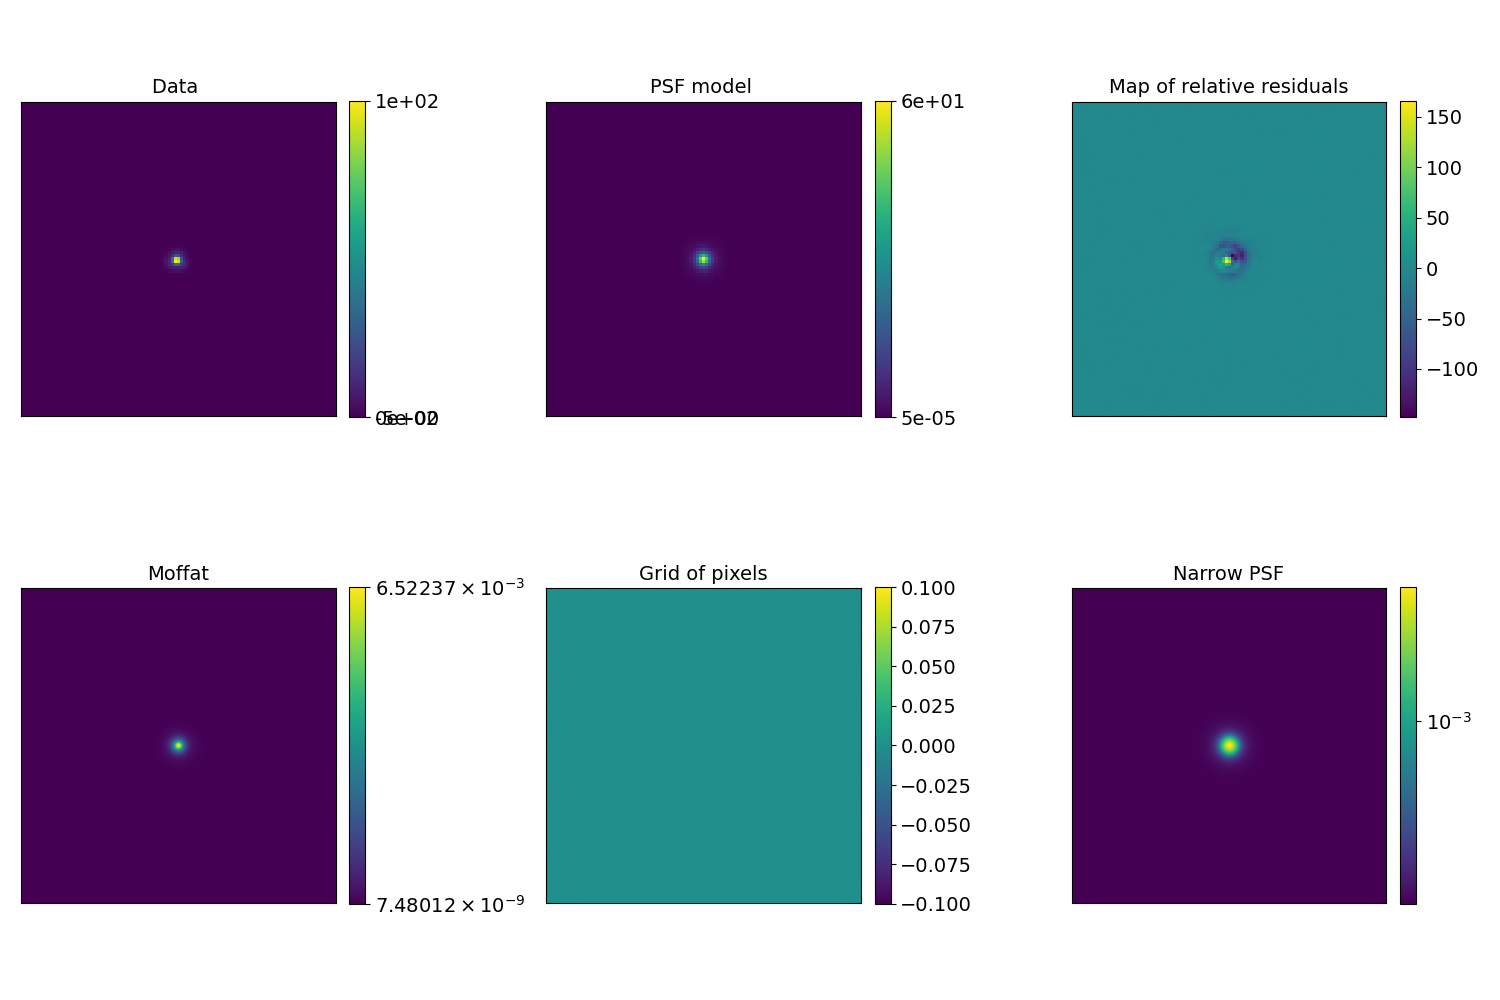 Data
1e+02
PSF model
6e+01
5e-05
Map of relative residuals
150
100
50
0
−50
−100
Moffat
6.52237 × 10⁻³
7.48012 × 10⁻⁹
Grid of pixels
0.100
0.075
0.050
0.025
0.000
−0.025
−0.050
−0.075
−0.100
Narrow PSF
10⁻³